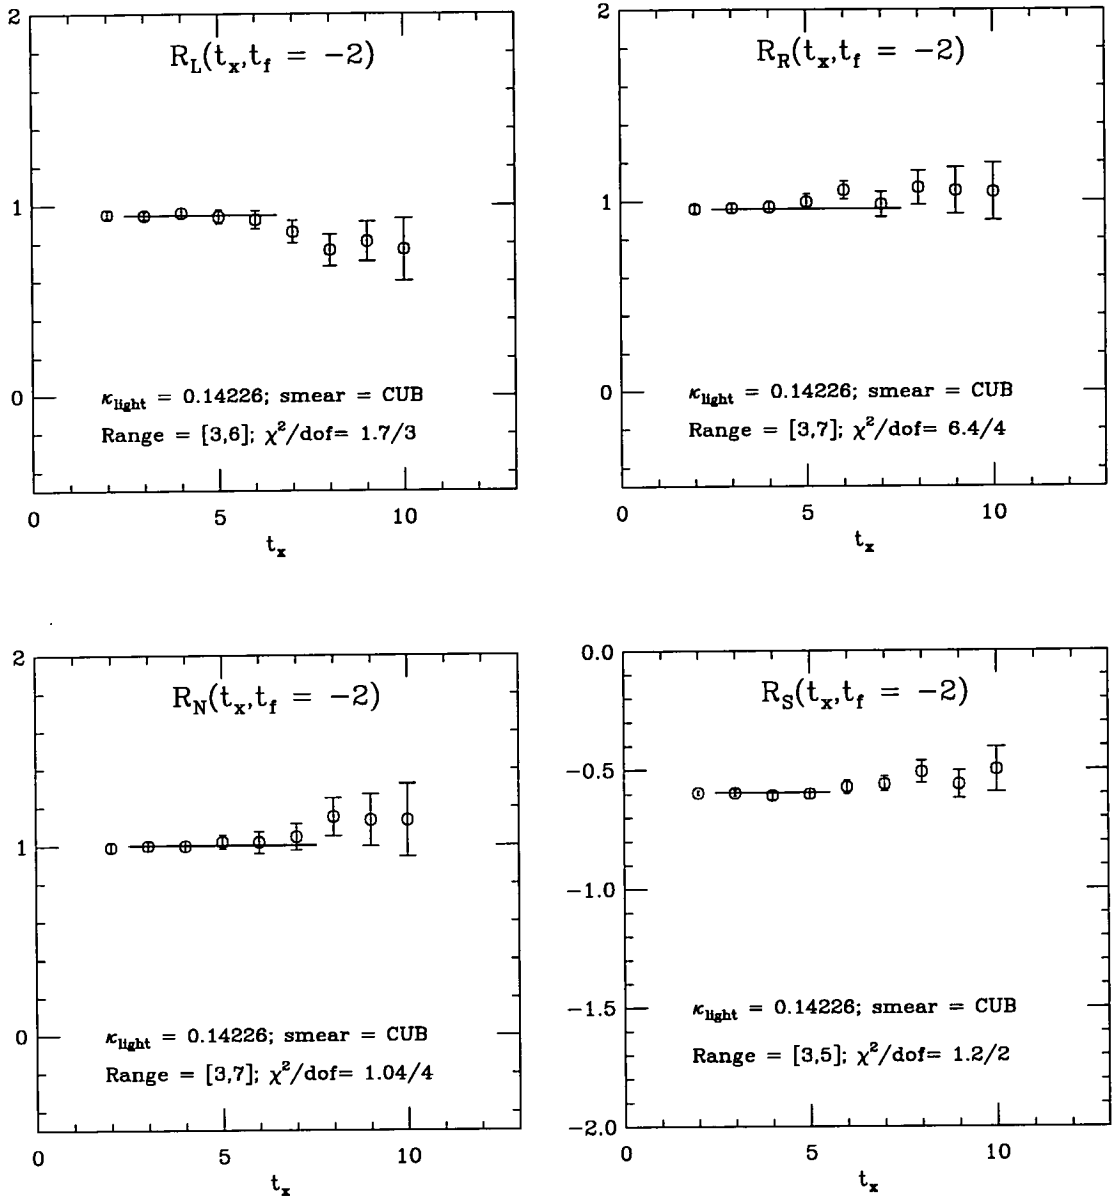 R_L(t_x,t_f = −2)
2
1
0
κ_light = 0.14226; smear = CUB
Range = [3,6]; χ²/dof= 1.7/3
0 5 10
t_x
R_R(t_x,t_f = −2)
2
1
0
κ_light = 0.14226; smear = CUB
Range = [3,7]; χ²/dof= 6.4/4
0 5 10
t_x
R_N(t_x,t_f = −2)
2
1
0
κ_light = 0.14226; smear = CUB
Range = [3,7]; χ²/dof= 1.04/4
0 5 10
t_x
R_S(t_x,t_f = −2)
0.0
−0.5
−1.0
−1.5
−2.0
κ_light = 0.14226; smear = CUB
Range = [3,5]; χ²/dof= 1.2/2
0 5 10
t_x